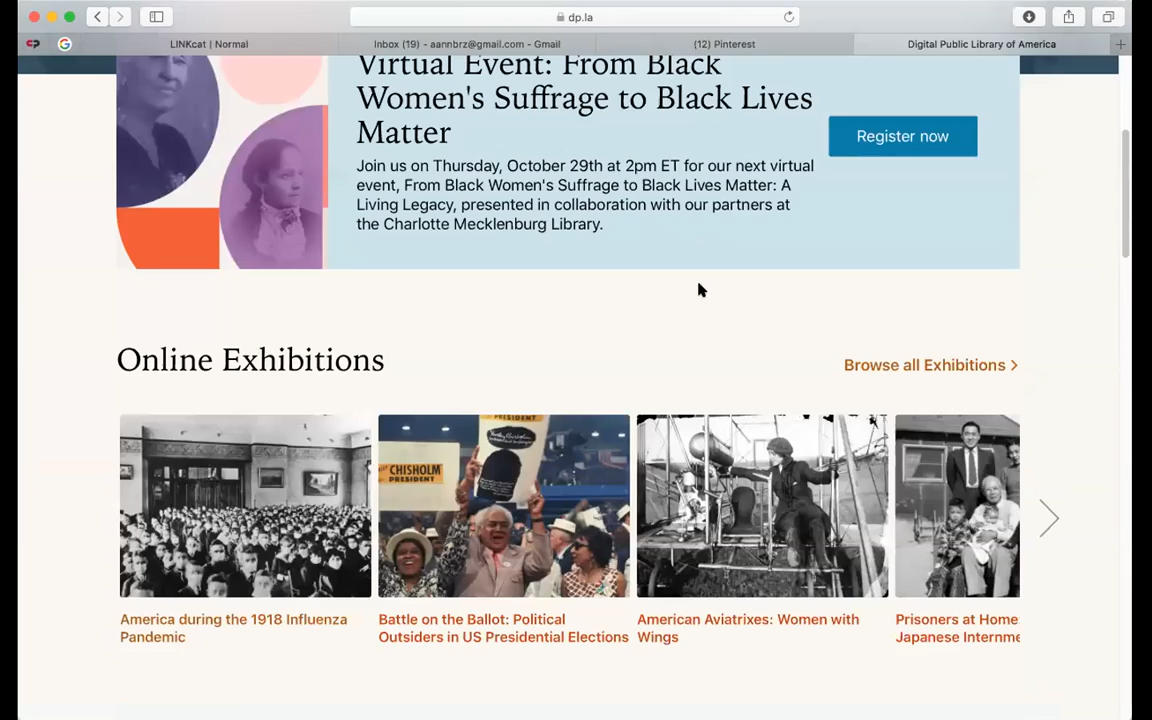 dp.la
LINKcat | Normal
Inbox (19) - aannbrz@gmail.com - Gmail
(12) Pinterest
Digital Public Library of America
Virtual Event: From Black
Women's Suffrage to Black Lives
Matter
Register now
Join us on Thursday, October 29th at 2pm ET for our next virtual
event, From Black Women's Suffrage to Black Lives Matter: A
Living Legacy, presented in collaboration with our partners at
the Charlotte Mecklenburg Library.
Online Exhibitions
Browse all Exhibitions >
PRESIDENT
CHISHOLM
PRESIDENT
America during the 1918 Influenza
Pandemic
Battle on the Ballot: Political
Outsiders in US Presidential Elections
American Aviatrixes: Women with
Wings
Prisoners at Home
Japanese Internme